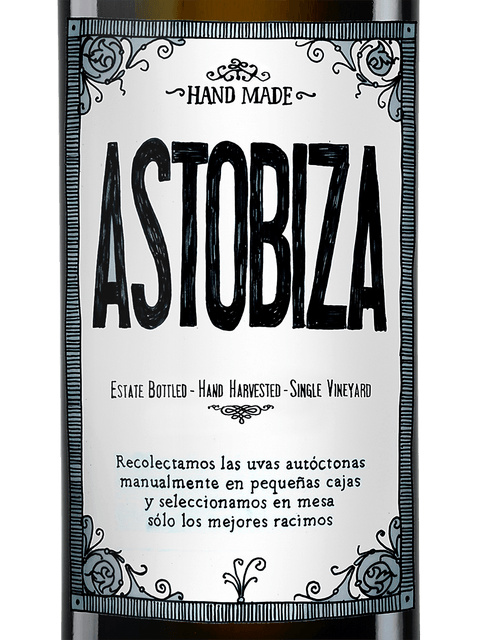 HAND MADE
ASTOBIZA
ESTATE BOTTLED - HAND HARVESTED - SINGLE VINEYARD
Recolectamos las uvas autóctonas
manualmente en pequeñas cajas
y seleccionamos en mesa
sólo los mejores racimos